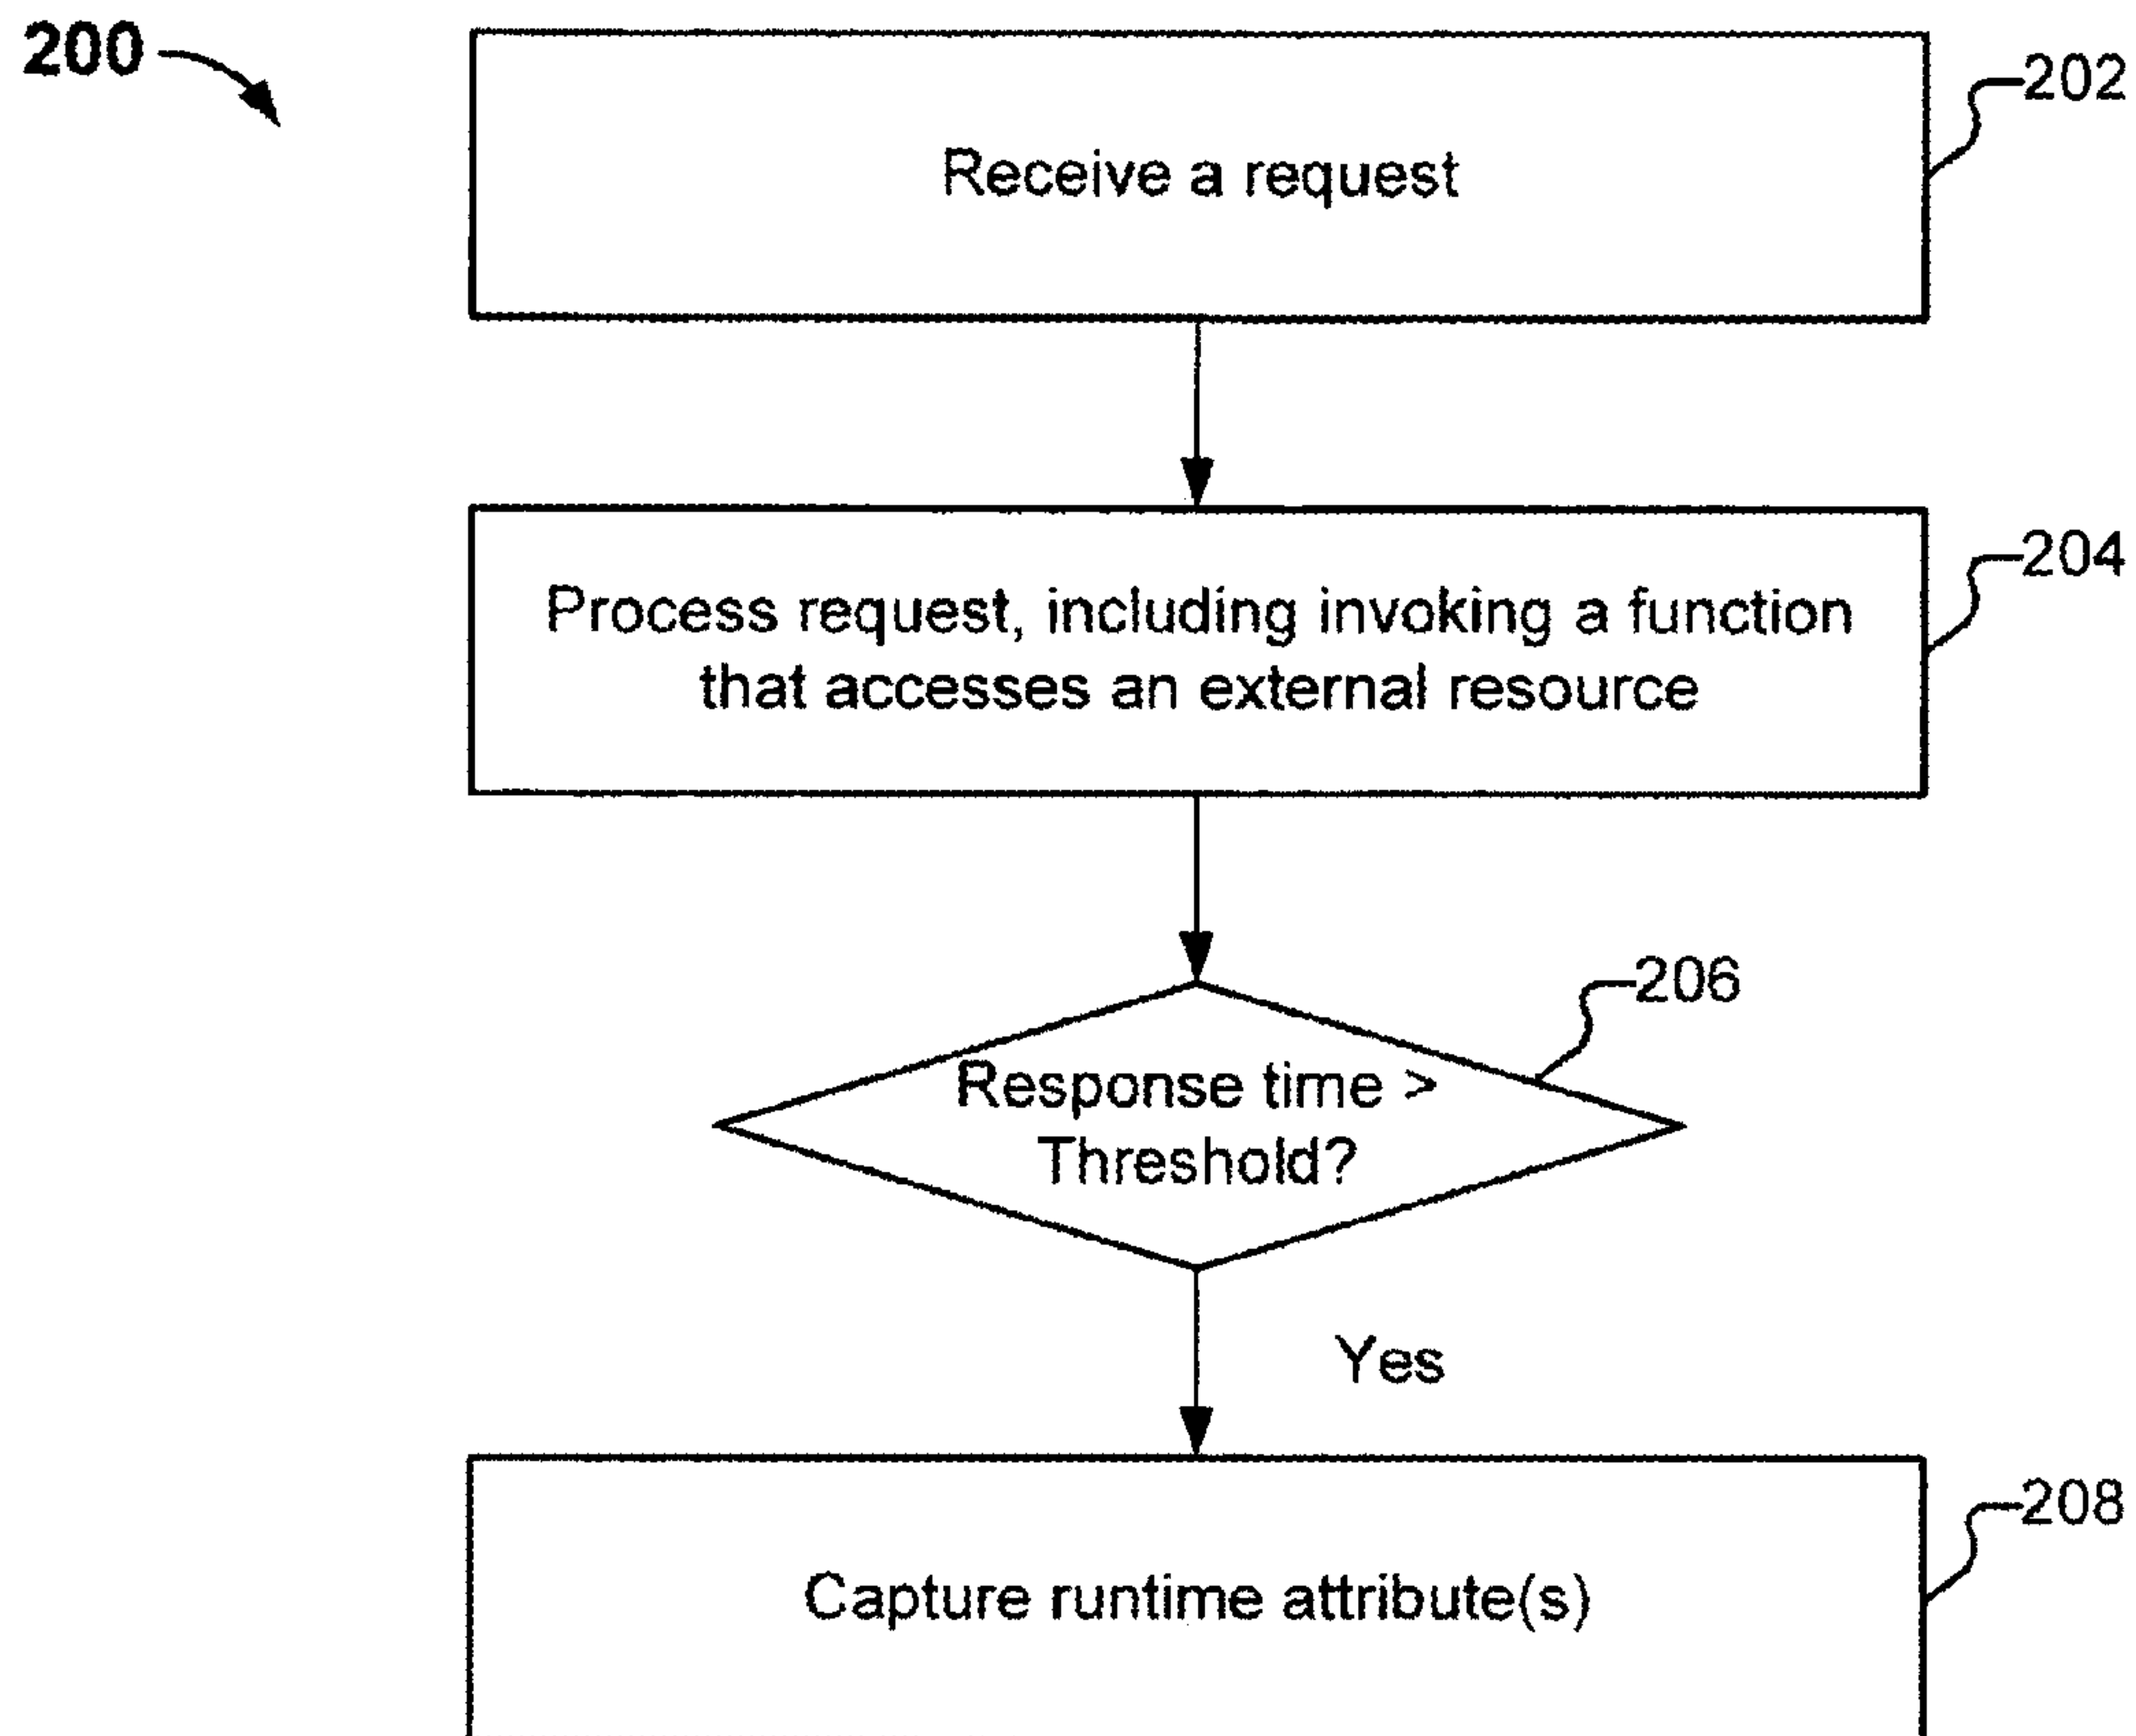 200
202
Receive a request
204
Process request, including invoking a function
that accesses an external resource
206
Response time >
Threshold?
Yes
208
Capture runtime attribute(s)